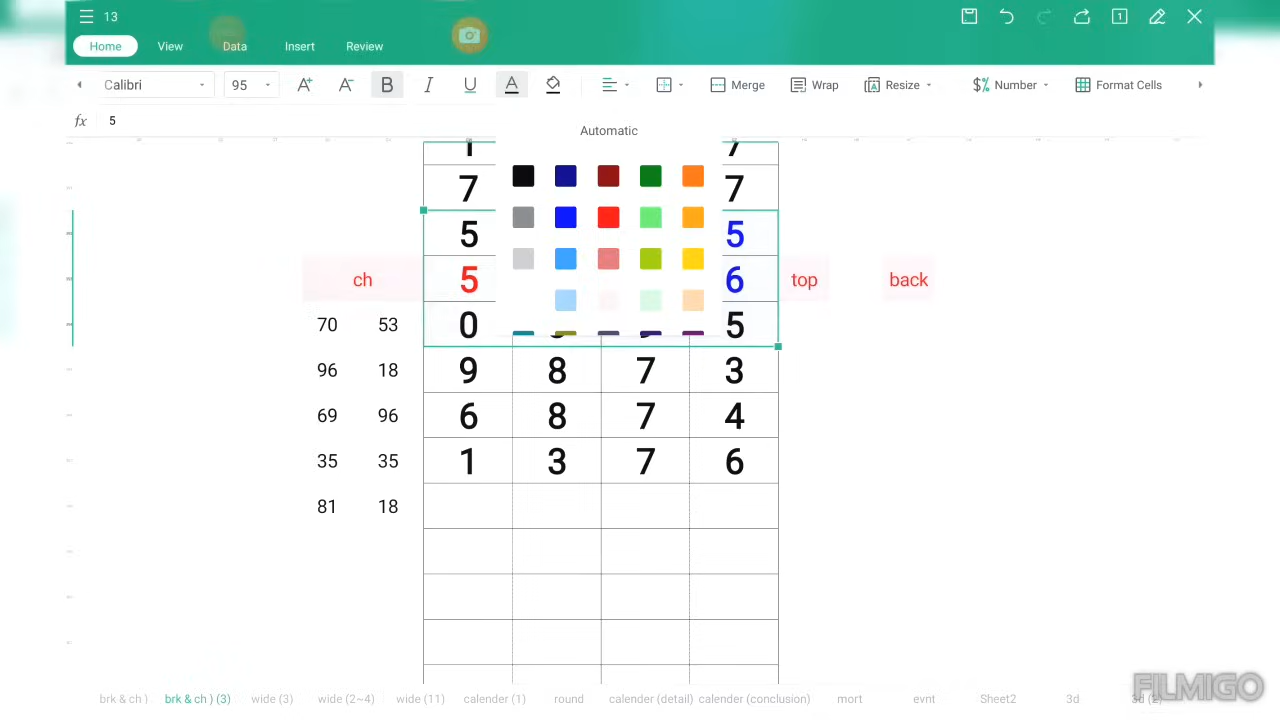 13
Home View Data Insert Review
Calibri 95 A+ A- B I U A Merge Wrap Resize $% Number Format Cells
fx 5
Automatic
7 7
5 5
ch 5 6 top back
70 53 0 5
96 18 9 8 7 3
69 96 6 8 7 4
35 35 1 3 7 6
81 18
brk & ch ) brk & ch ) (3) wide (3) wide (2~4) wide (11) calender (1) round calender (detail) calender (conclusion) mort evnt Sheet2 3d 3d (2)
FILMIGO